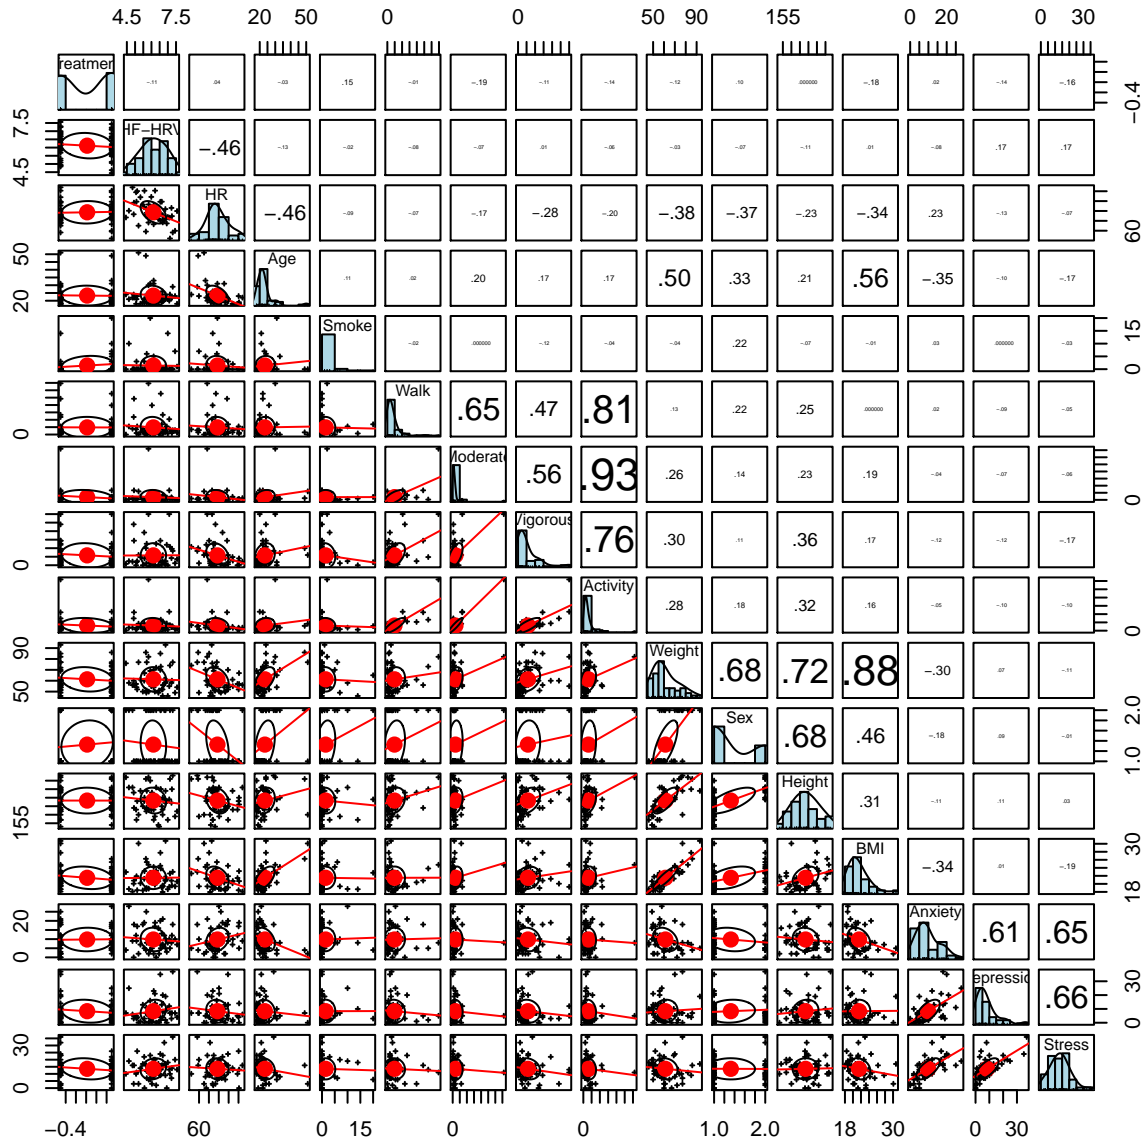 4.5 7.5 20 50 0 0 50 90 155 0 20 0 30
reatmen −.11 .04 −.03 .15 −.01 −.19 −.11 −.14 −.12 .10 .000000 −.18 .02 −.14 −.16 −0.4
7.5 4.5 HF−HRV −.46 −.13 −.02 −.08 −.07 .01 −.06 −.03 −.07 −.11 .01 −.08 .17 .17
HR −.46 −.09 −.07 −.17 −.28 −.20 −.38 −.37 −.23 −.34 .23 −.13 −.07 60
50 20 Age .11 .02 .20 .17 .17 .50 .33 .21 .56 −.35 −.10 −.17
Smoke −.02 .000000 −.12 −.04 −.04 .22 −.07 −.01 .03 .000000 −.03 15 0
0 Walk .65 .47 .81 .13 .22 .25 .000000 .02 −.09 −.05
Moderate .56 .93 .26 .14 .23 .19 −.04 −.07 −.06 0
0 Vigorous .76 .30 .11 .36 .17 −.12 −.12 −.17
Activity .28 .18 .32 .16 −.05 −.10 −.10 0
90 50 Weight .68 .72 .88 −.30 .07 −.11
Sex .68 .46 −.18 .09 −.01 2.0 1.0
155 Height .31 −.11 .11 .03
BMI −.34 .01 −.19 30 18
20 0 Anxiety .61 .65
epressio .66 30 0
30 0 Stress
−0.4 60 0 15 0 0 1.0 2.0 18 30 0 20 0 30